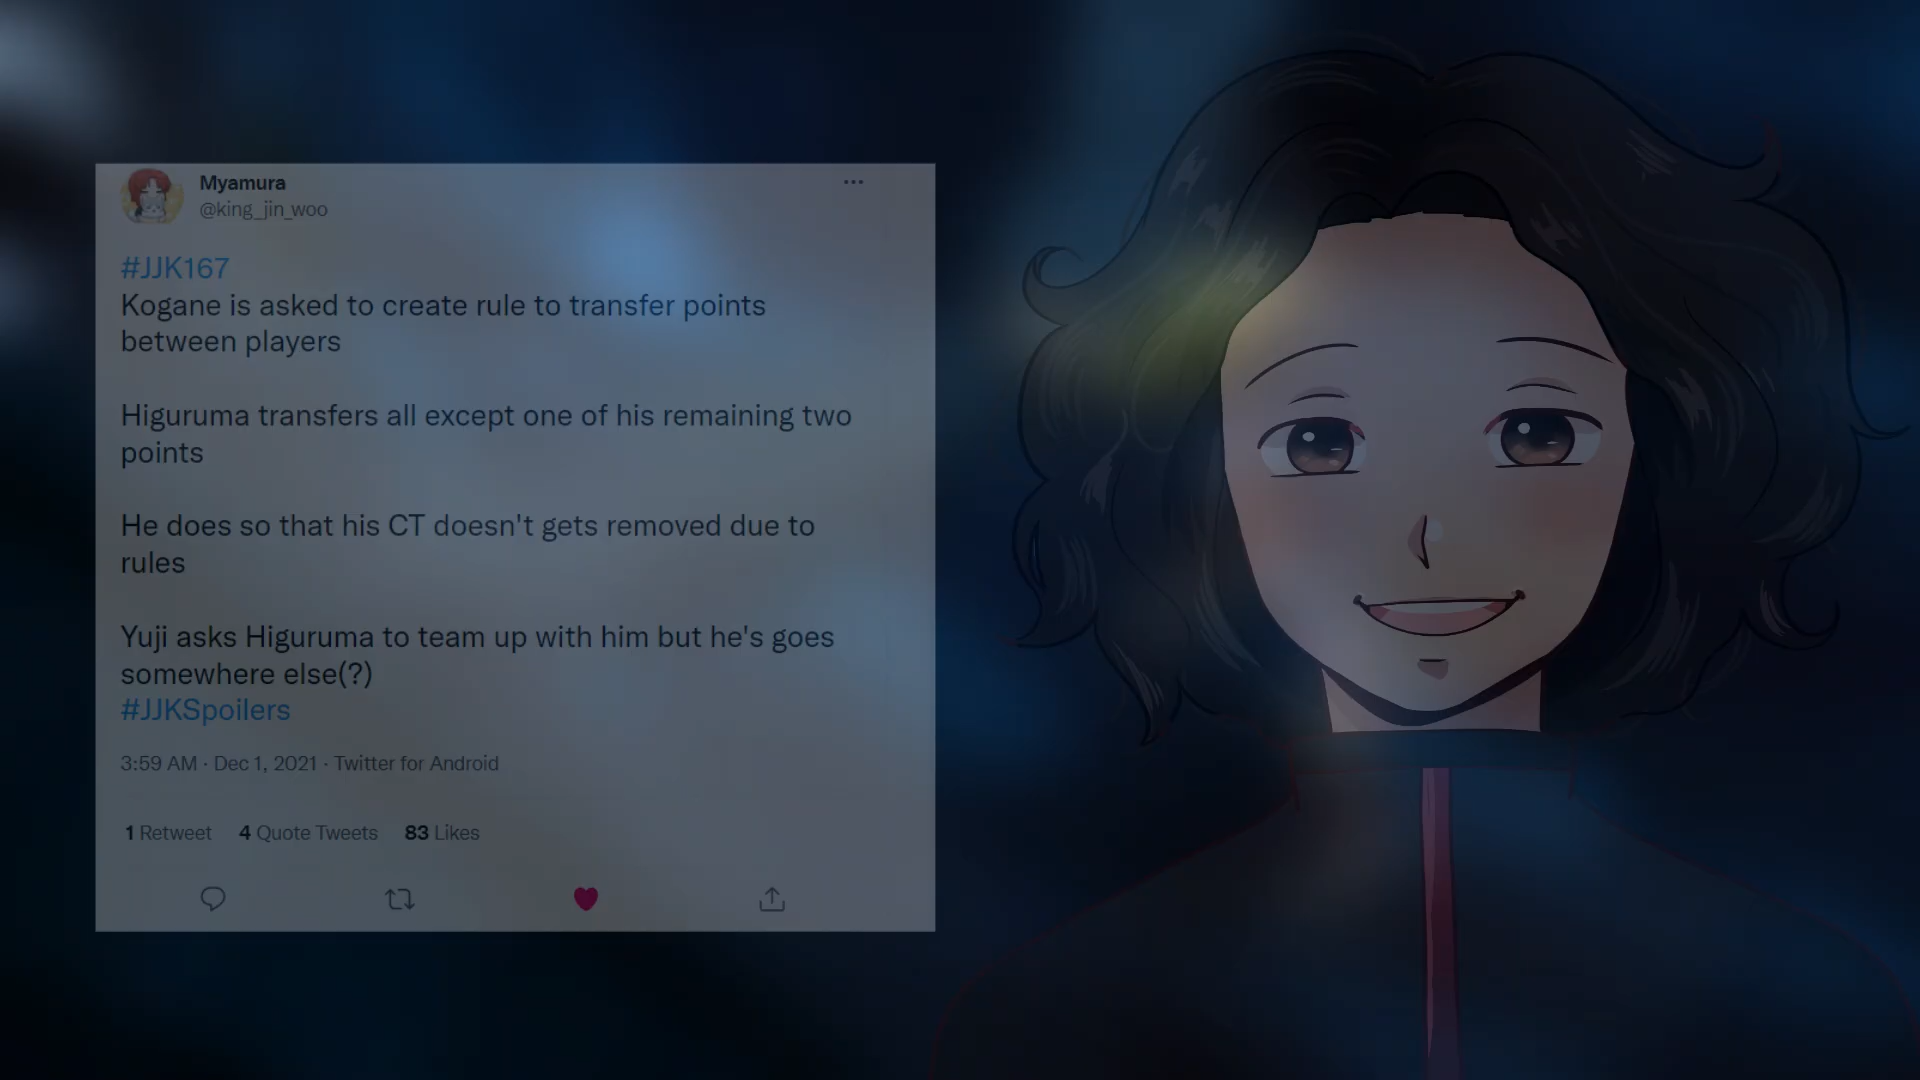 Myamura
@king_jin_woo
#JJK167
Kogane is asked to create rule to transfer points
between players
Higuruma transfers all except one of his remaining two
points
He does so that his CT doesn't gets removed due to
rules
Yuji asks Higuruma to team up with him but he's goes
somewhere else(?)
#JJKSpoilers
3:59 AM · Dec 1, 2021 · Twitter for Android
1 Retweet 4 Quote Tweets 83 Likes